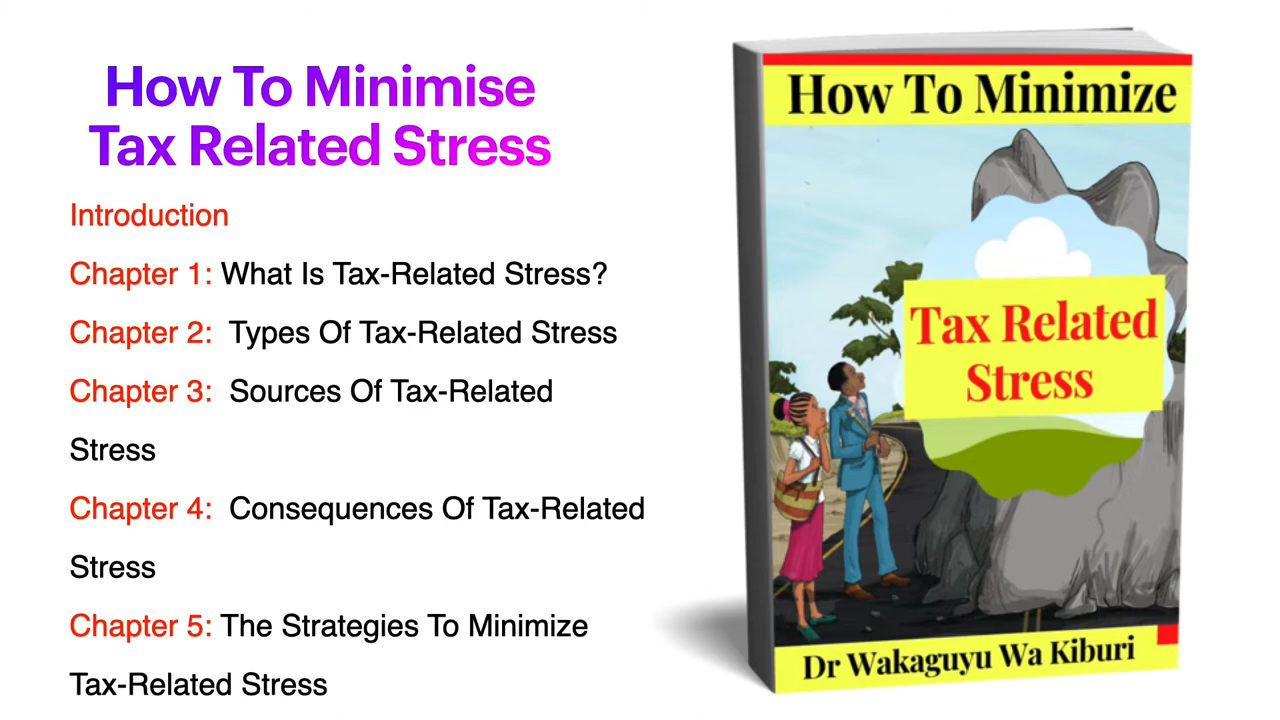 How To Minimise
Tax Related Stress
Introduction
Chapter 1: What Is Tax-Related Stress?
Chapter 2: Types Of Tax-Related Stress
Chapter 3: Sources Of Tax-Related
Stress
Chapter 4: Consequences Of Tax-Related
Stress
Chapter 5: The Strategies To Minimize
Tax-Related Stress
How To Minimize
Tax Related
Stress
Dr Wakaguyu Wa Kiburi